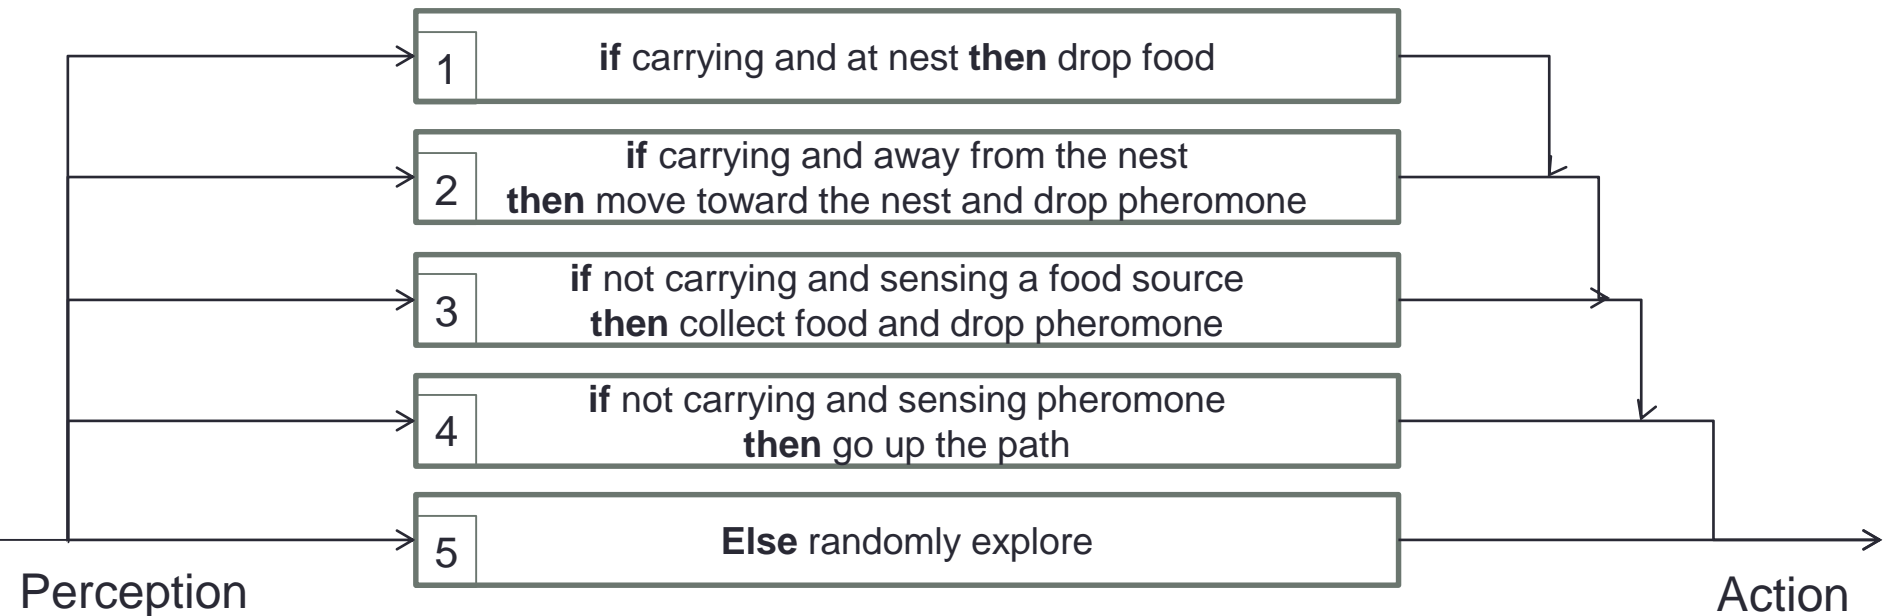 1
if carrying and at nest then drop food
2
if carrying and away from the nest
then move toward the nest and drop pheromone
3
if not carrying and sensing a food source
then collect food and drop pheromone
4
if not carrying and sensing pheromone
then go up the path
5
Else randomly explore
Perception
Action